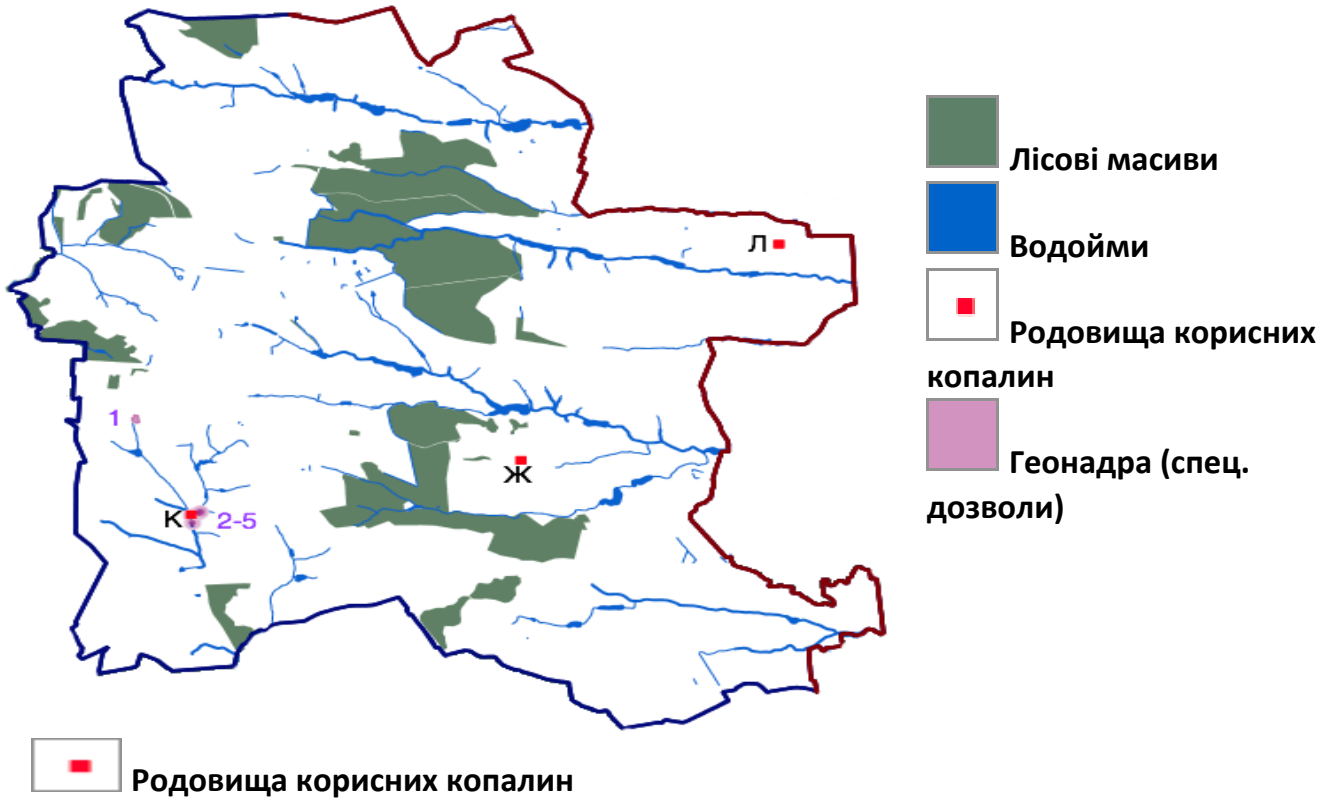 Л
1
Ж
К
2-5
Лісові масиви
Водойми
Родовища корисних
копалин
Геонадра (спец.
дозволи)
Родовища корисних копалин